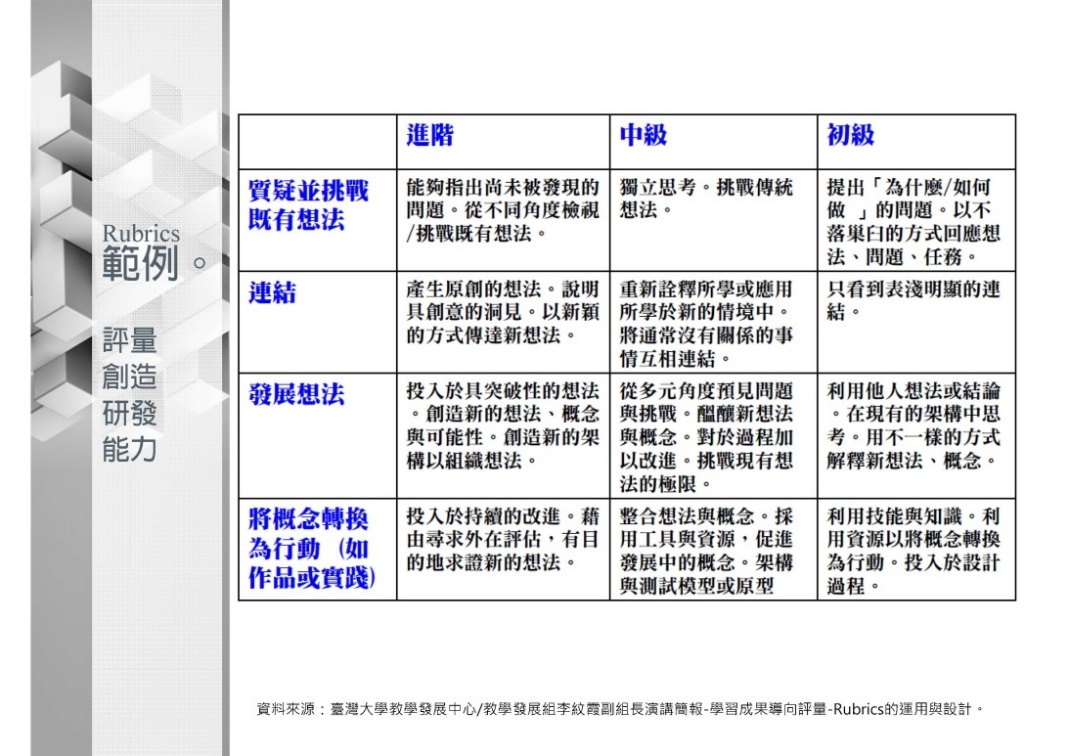 Rubrics
範例。
評量
創造
研發
能力
進階
中級
初級
質疑並挑戰
既有想法
能夠指出尚未被發現的
問題。從不同角度檢視
/挑戰既有想法。
獨立思考。挑戰傳統
想法。
提出「為什麼/如何
做 」的問題。以不
落巢臼的方式回應想
法、問題、任務。
連結
產生原創的想法。說明
具創意的洞見。以新穎
的方式傳達新想法。
重新詮釋所學或應用
所學於新的情境中。
將通常沒有關係的事
情互相連結。
只看到表淺明顯的連
結。
發展想法
投入於具突破性的想法
。創造新的想法、概念
與可能性。創造新的架
構以組織想法。
從多元角度預見問題
與挑戰。醞釀新想法
與概念。對於過程加
以改進。挑戰現有想
法的極限。
利用他人想法或結論
。在現有的架構中思
考。用不一樣的方式
解釋新想法、概念。
將概念轉換
為行動（如
作品或實踐）
投入於持續的改進。藉
由尋求外在評估，有目
的地求證新的想法。
整合想法與概念。採
用工具與資源，促進
發展中的概念。架構
與測試模型或原型
利用技能與知識。利
用資源以將概念轉換
為行動。投入於設計
過程。
資料來源：臺灣大學教學發展中心/教學發展組李紋霞副組長演講簡報-學習成果導向評量-Rubrics的運用與設計。